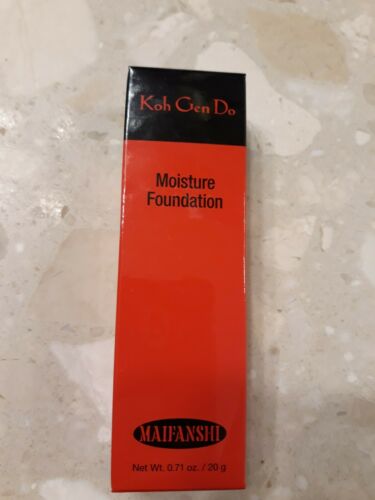 Koh Gen Do
Moisture
Foundation
MAIFANSHI
Net Wt. 0.71 oz. / 20 g